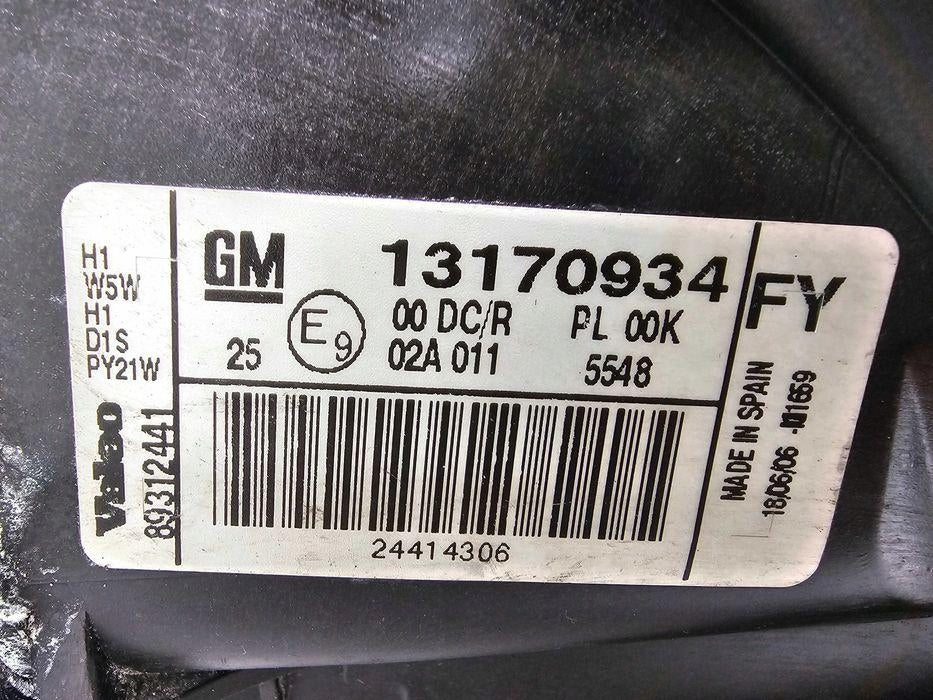 H1
W5W
H1
D1S
PY21W
Valeo
89312441
GM
13170934
25
E9
00 DC/R
02A 011
PL 00K
5548
24414306
FY
MADE IN SPAIN
18/06/06